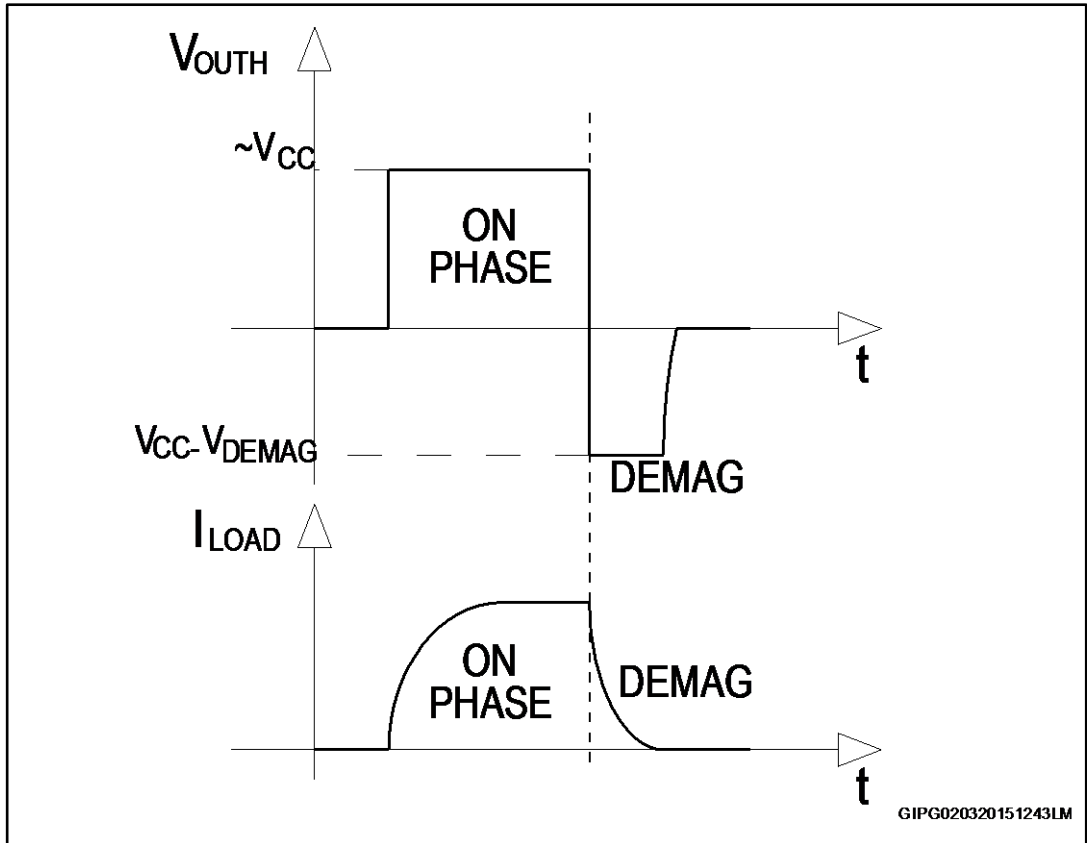 VOUTH
~VCC
ON
PHASE
t
VCC-VDEMAG
DEMAG
ILOAD
ON
PHASE
DEMAG
t
GIPG020320151243LM